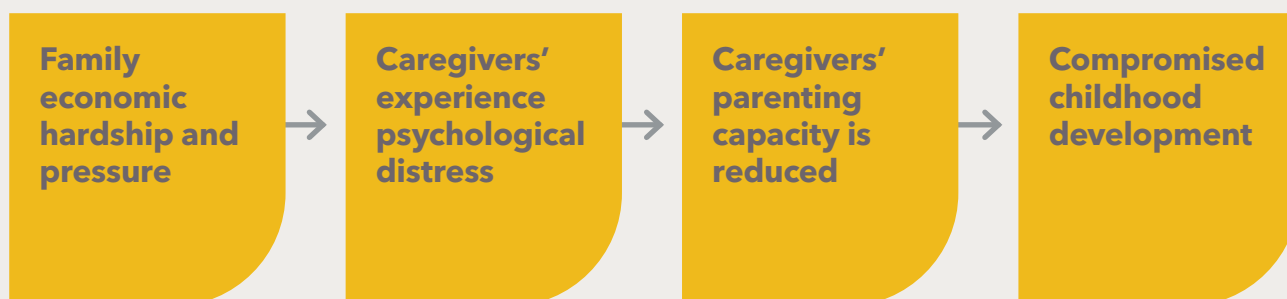 Family
economic
hardship and
pressure
Caregivers’
experience
psychological
distress
Caregivers’
parenting
capacity is
reduced
Compromised
childhood
development